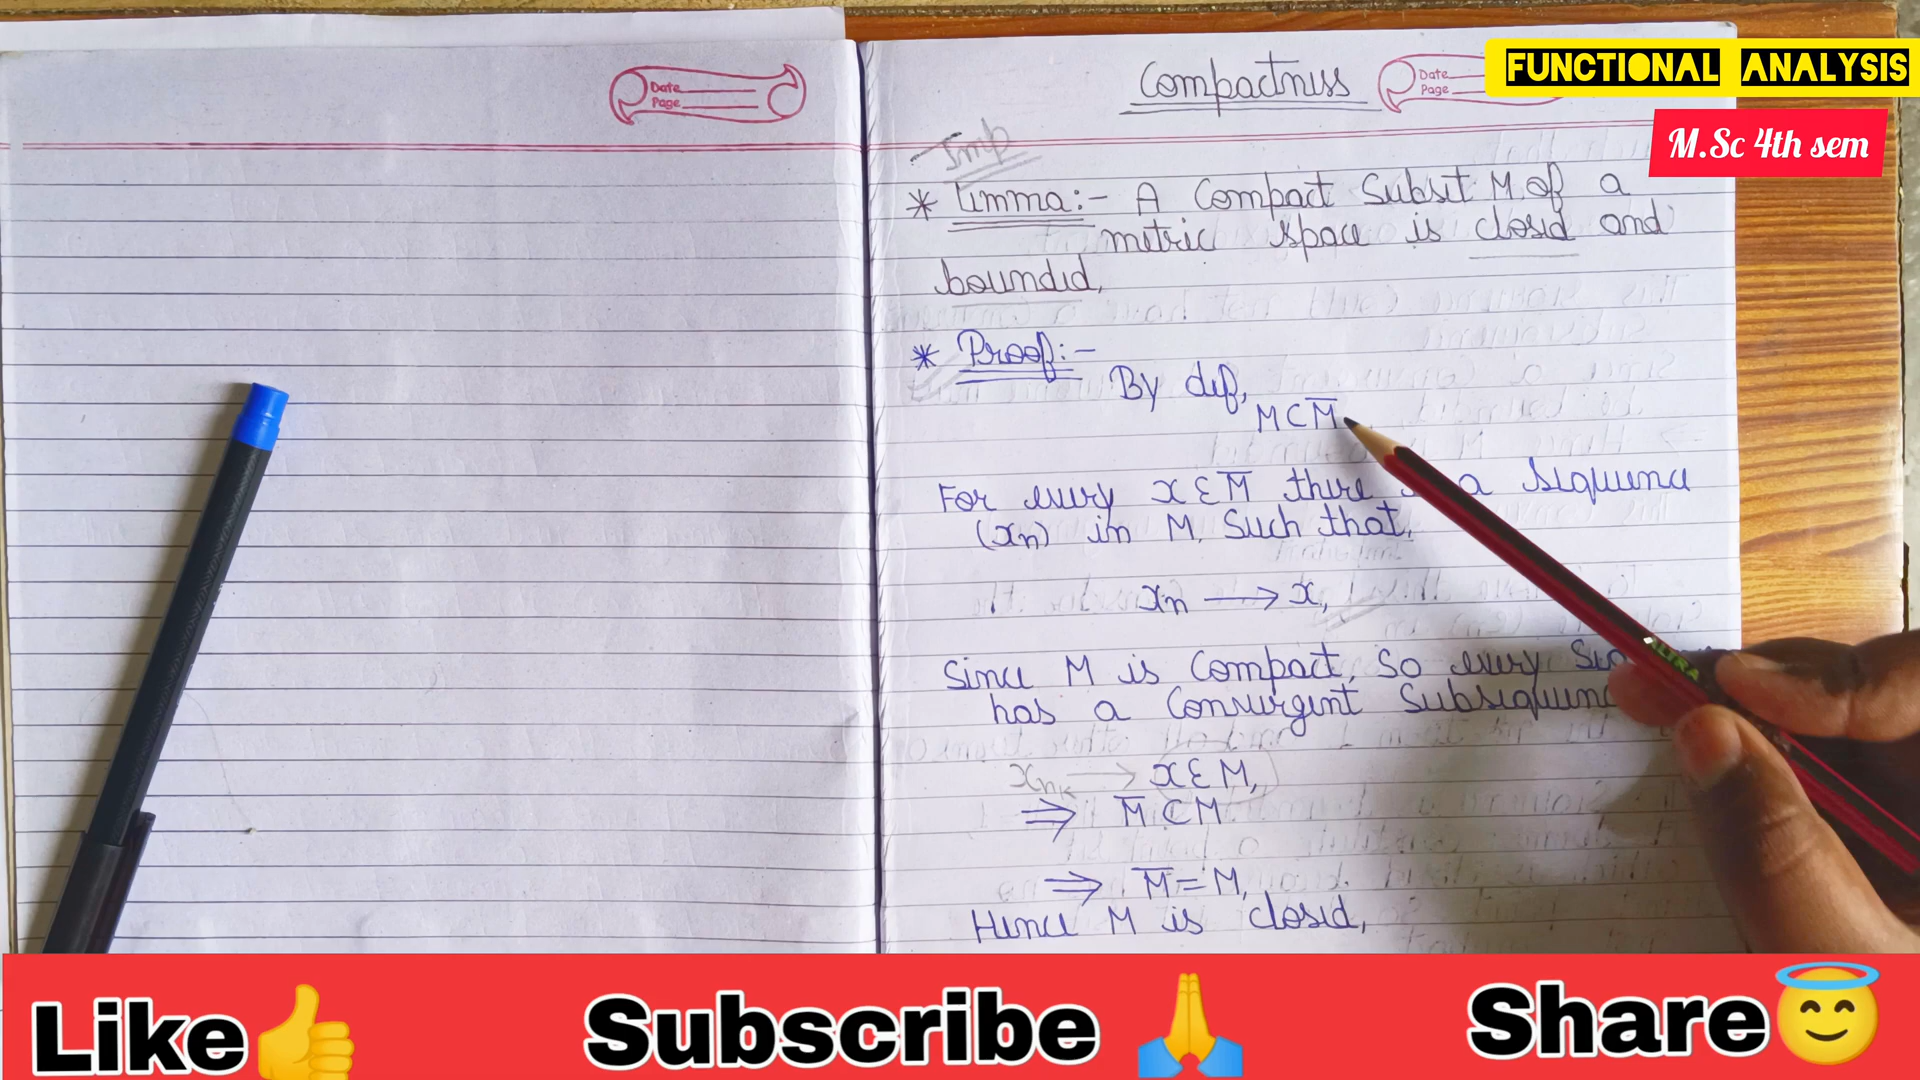 Date
Page
Compactness
Date
Page
FUNCTIONAL ANALYSIS
M.Sc 4th sem
Imp
* Lemma:- A Compact Subset M of a
metric space is closed and
bounded,
* Proof:-
By def,
M ⊂ M̅
For every x ε M̅ there a sequence
(xₙ) in M, Such that,
xₙ ⟶ x,
Since M is Compact, So every
has a Convergent
xₙₖ ⟶ x ε M,
⇒ M̅ ⊂ M
⇒ M̅ = M,
Hence M is closed,
ALTRA
Like👍 Subscribe 🙏 Share😇